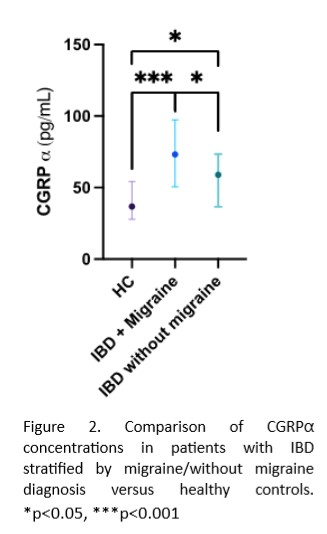 *
*** *
150
100
50
0
CGRP α (pg/mL)
HC
IBD + Migraine
IBD without migraine
Figure 2. Comparison of CGRPα
concentrations in patients with IBD
stratified by migraine/without migraine
diagnosis versus healthy controls.
*p<0.05, ***p<0.001